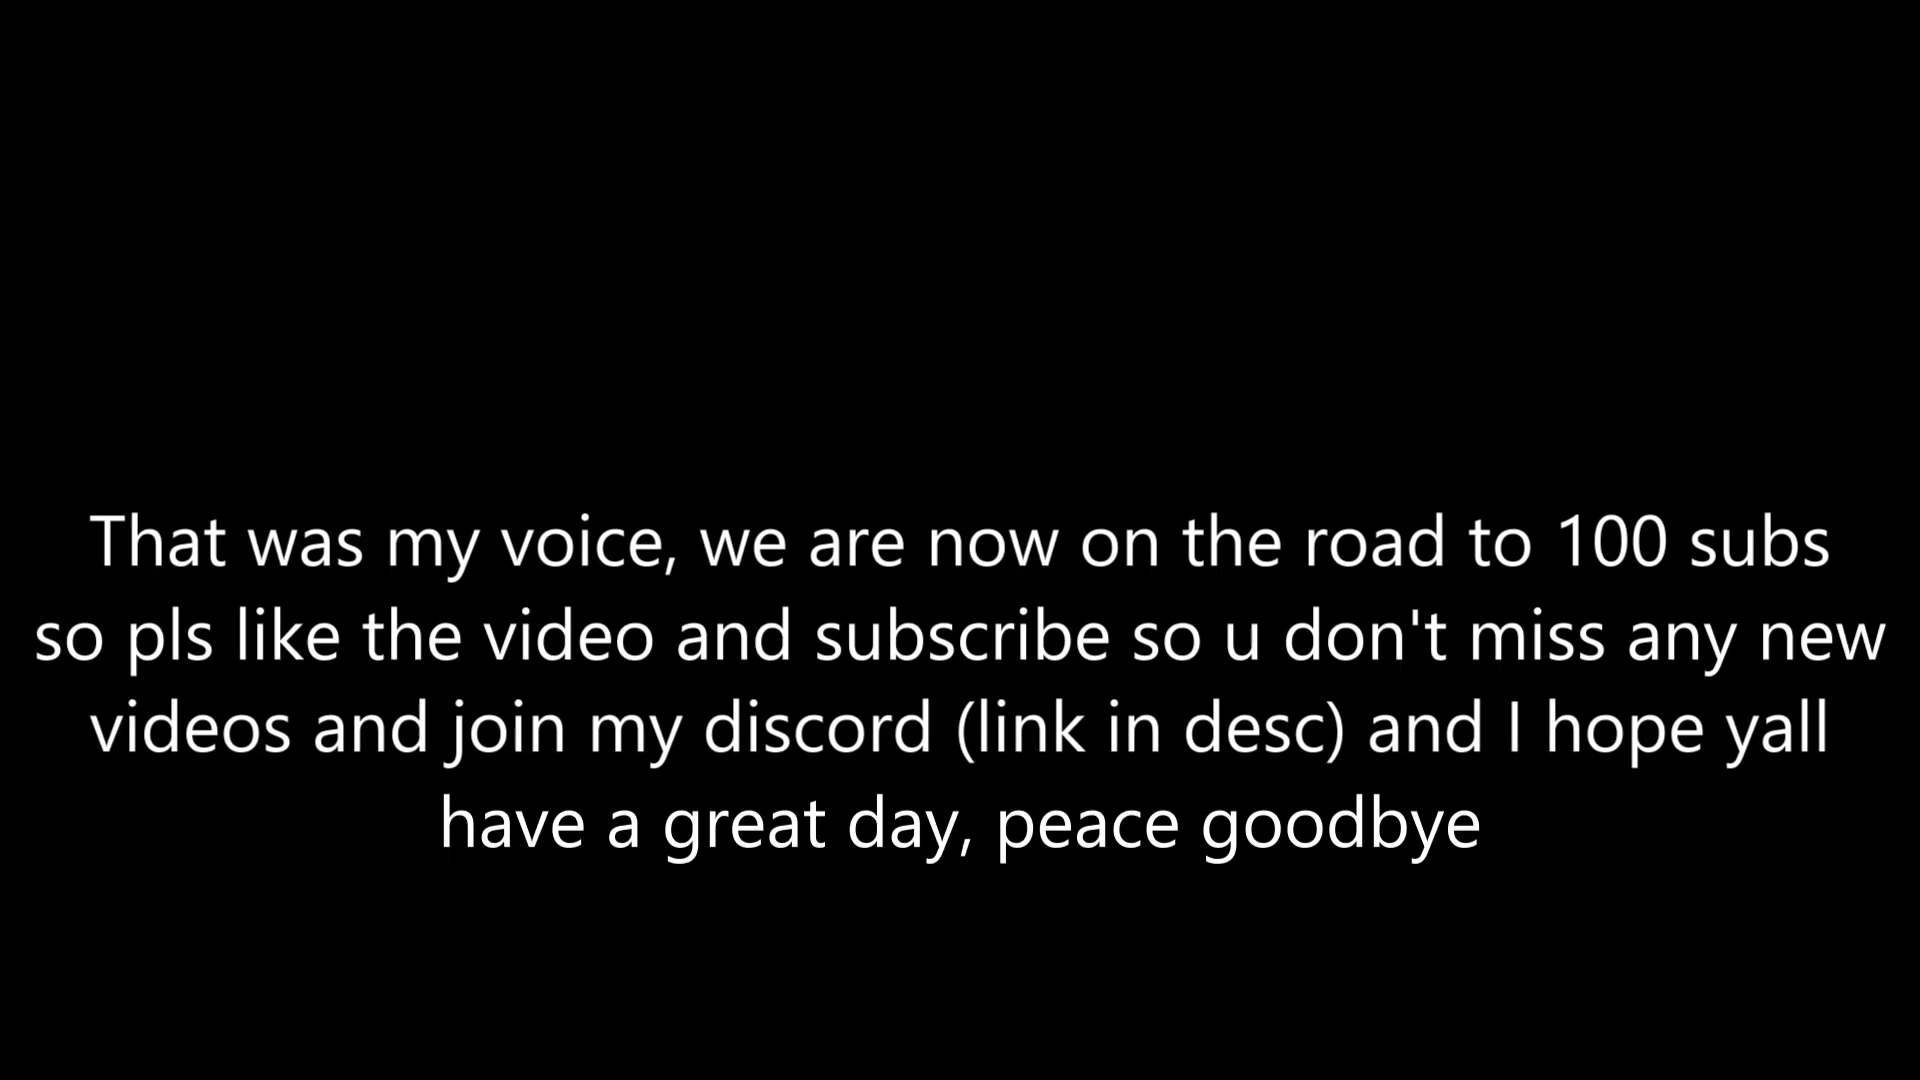 That was my voice, we are now on the road to 100 subs
so pls like the video and subscribe so u don't miss any new
videos and join my discord (link in desc) and I hope yall
have a great day, peace goodbye